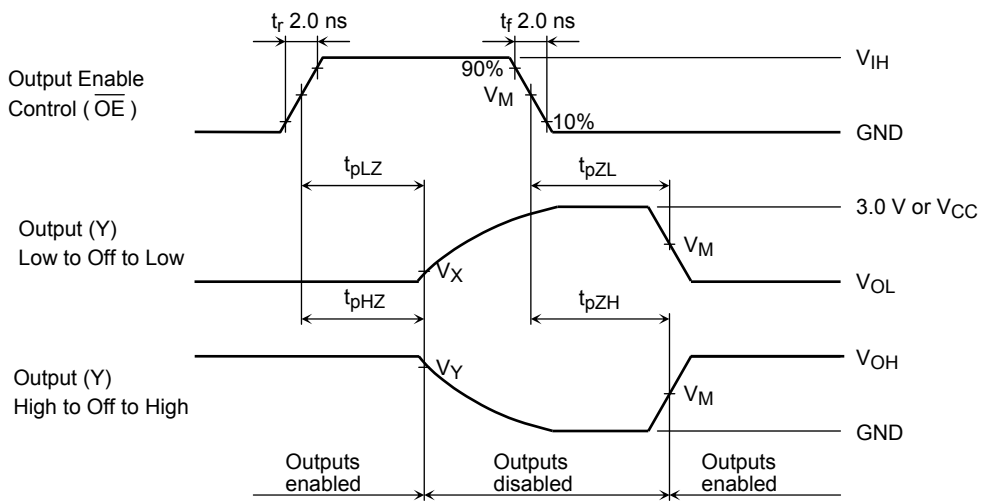 tr 2.0 ns
tf 2.0 ns
Output Enable
Control ( OE )
90%
VM
10%
VIH
GND
tpLZ
tpZL
Output (Y)
Low to Off to Low
VX
VM
3.0 V or VCC
VOL
tpHZ
tpZH
Output (Y)
High to Off to High
VY
VM
VOH
GND
Outputs
enabled
Outputs
disabled
Outputs
enabled